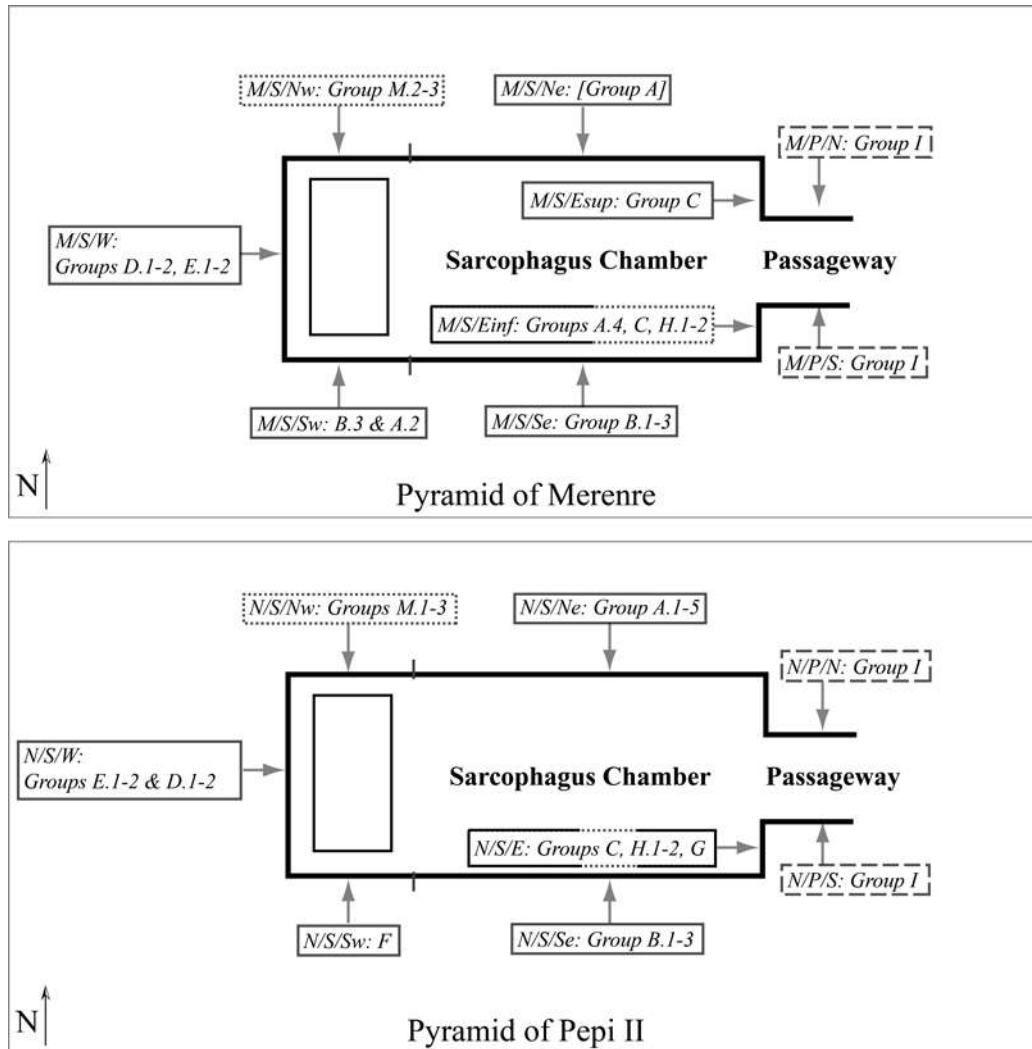 M/S/Nw: Group M.2-3
M/S/Ne: [Group A]
M/P/N: Group I
M/S/Esup: Group C
M/S/W:
Groups D.1-2, E.1-2
Sarcophagus Chamber
Passageway
M/S/Einf: Groups A.4, C, H.1-2
M/P/S: Group I
M/S/Sw: B.3 & A.2
M/S/Se: Group B.1-3
N
Pyramid of Merenre
N/S/Nw: Groups M.1-3
N/S/Ne: Group A.1-5
N/P/N: Group I
N/S/W:
Groups E.1-2 & D.1-2
Sarcophagus Chamber
Passageway
N/S/E: Groups C, H.1-2, G
N/P/S: Group I
N/S/Sw: F
N/S/Se: Group B.1-3
N
Pyramid of Pepi II